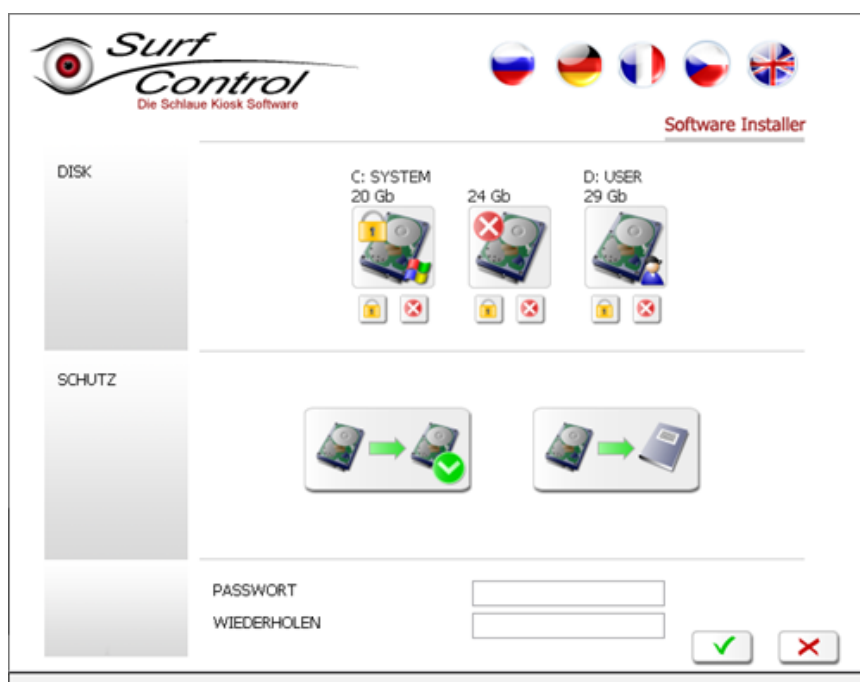 Surf
Control
Die Schlaue Kiosk Software
Software Installer
DISK
C: SYSTEM
20 Gb
24 Gb
D: USER
29 Gb
SCHUTZ
PASSWORT
WIEDERHOLEN